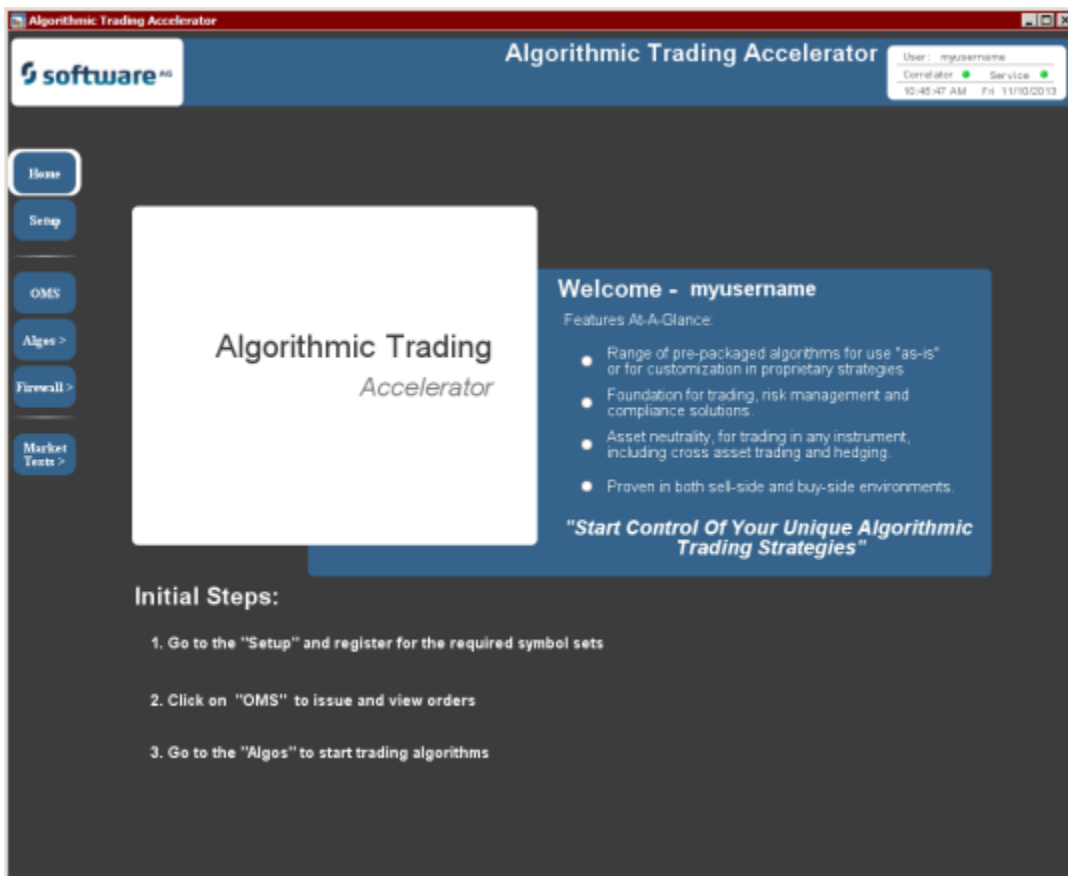 Algorithmic Trading Accelerator
software AG
Algorithmic Trading Accelerator
User: myusername
Correlator Service
10:46:47 AM Fri 11/10/2013
Home
Setup
OMS
Algos >
Firewall >
Market
Texts >
Algorithmic Trading
Accelerator
Welcome - myusername
Features At-A-Glance:
Range of pre-packaged algorithms for use "as-is"
or for customization in proprietary strategies
Foundation for trading, risk management and
compliance solutions.
Asset neutrality, for trading in any instrument,
including cross asset trading and hedging.
Proven in both sell-side and buy-side environments.
"Start Control Of Your Unique Algorithmic
Trading Strategies"
Initial Steps:
1. Go to the "Setup" and register for the required symbol sets
2. Click on "OMS" to issue and view orders
3. Go to the "Algos" to start trading algorithms